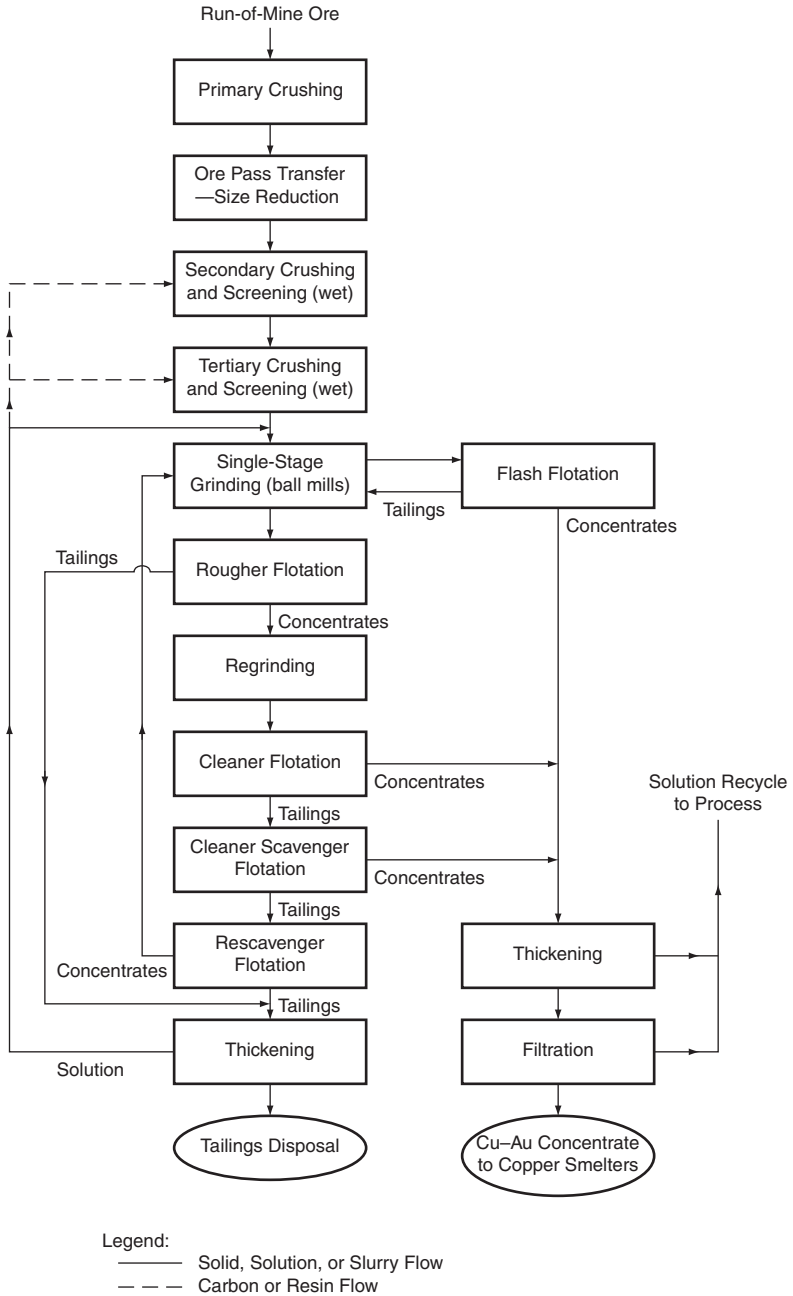 Run-of-Mine Ore
Primary Crushing
Ore Pass Transfer
—Size Reduction
Secondary Crushing
and Screening (wet)
Tertiary Crushing
and Screening (wet)
Single-Stage
Grinding (ball mills)
Flash Flotation
Tailings
Concentrates
Tailings
Rougher Flotation
Concentrates
Regrinding
Cleaner Flotation
Concentrates
Tailings
Solution Recycle
to Process
Cleaner Scavenger
Flotation
Concentrates
Tailings
Rescavenger
Flotation
Concentrates
Thickening
Tailings
Thickening
Solution
Filtration
Tailings Disposal
Cu–Au Concentrate
to Copper Smelters
Legend:
Solid, Solution, or Slurry Flow
Carbon or Resin Flow